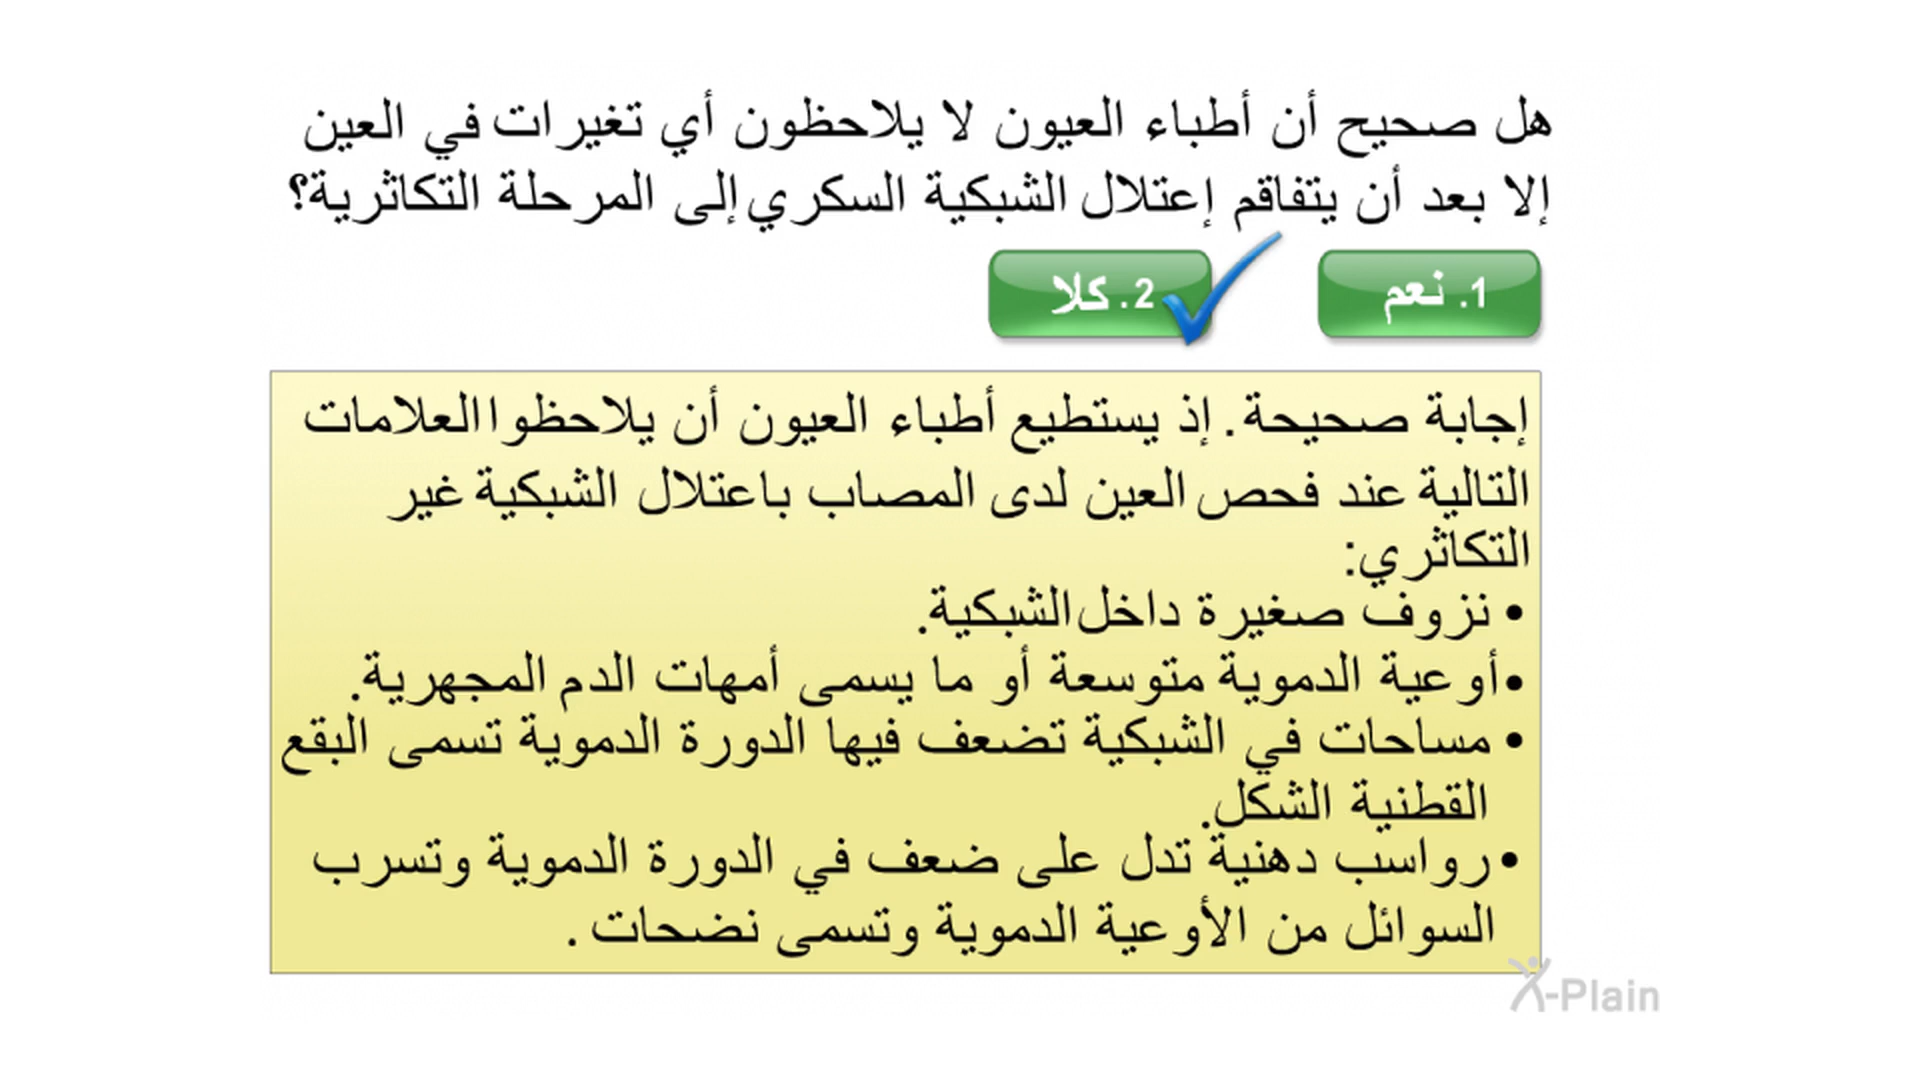 هل صحيح أن أطباء العيون لا يلاحظون أي تغيرات في العين
إلا بعد أن يتفاقم إعتلال الشبكية السكري إلى المرحلة التكاثرية؟
1. نعم
2. كلا
إجابة صحيحة. إذ يستطيع أطباء العيون أن يلاحظوا العلامات
التالية عند فحص العين لدى المصاب باعتلال الشبكية غير
التكاثري:
• نزوف صغيرة داخل الشبكية.
• أوعية الدموية متوسعة أو ما يسمى أمهات الدم المجهرية.
• مساحات في الشبكية تضعف فيها الدورة الدموية تسمى البقع
القطنية الشكل.
• رواسب دهنية تدل على ضعف في الدورة الدموية وتسرب
السوائل من الأوعية الدموية وتسمى نضحات .
X-Plain